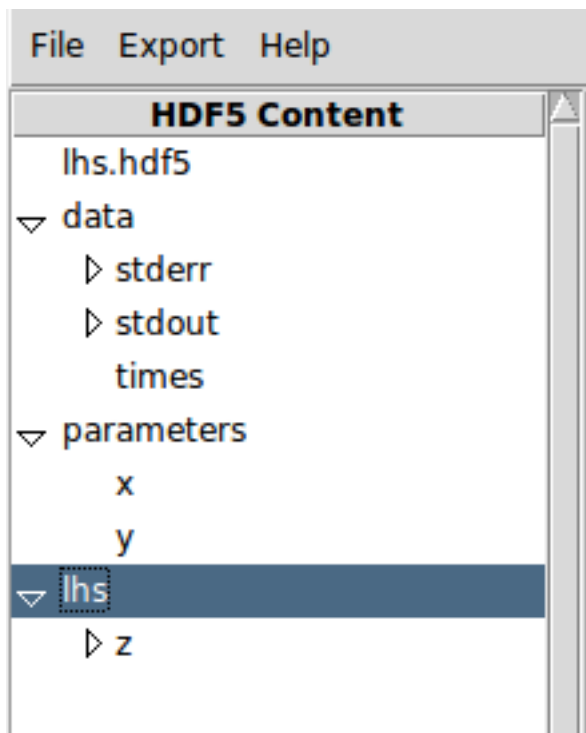 File Export Help
HDF5 Content
lhs.hdf5
data
stderr
stdout
times
parameters
x
y
lhs
z